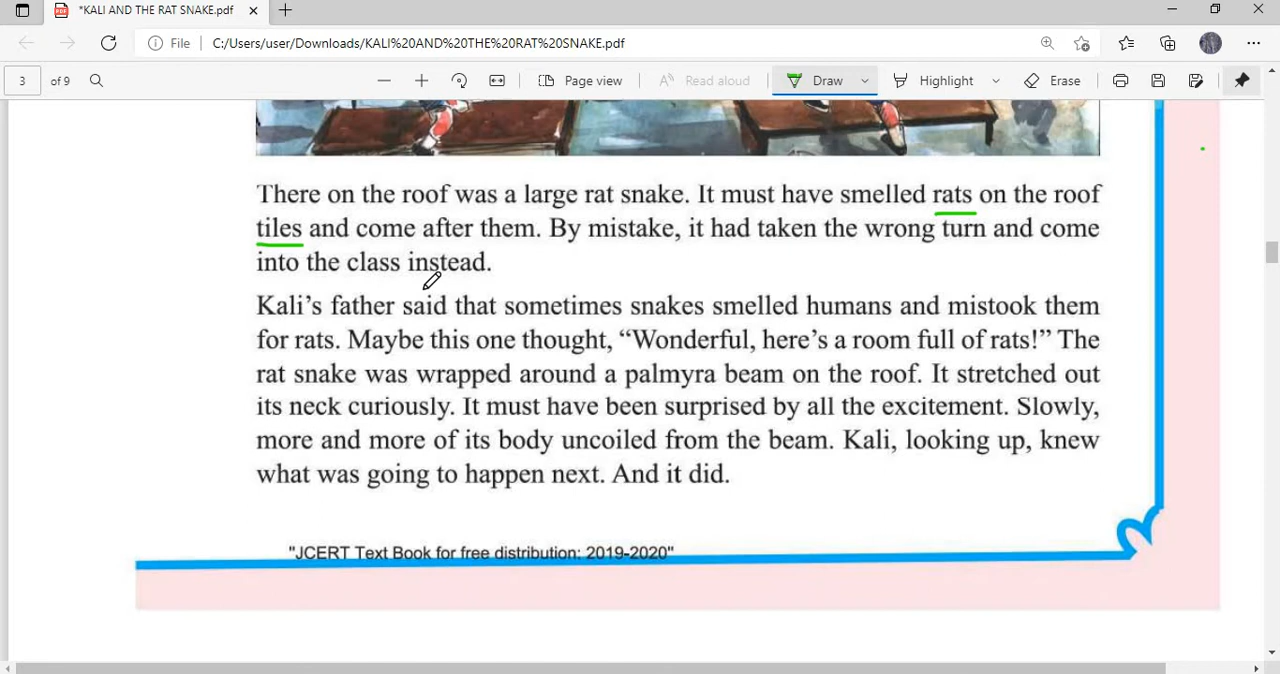 *KALI AND THE RAT SNAKE.pdf
File C:/Users/user/Downloads/KALI%20AND%20THE%20RAT%20SNAKE.pdf
3 of 9 Page view Read aloud Draw Highlight Erase
There on the roof was a large rat snake. It must have smelled rats on the roof
tiles and come after them. By mistake, it had taken the wrong turn and come
into the class instead.
Kali’s father said that sometimes snakes smelled humans and mistook them
for rats. Maybe this one thought, “Wonderful, here’s a room full of rats!” The
rat snake was wrapped around a palmyra beam on the roof. It stretched out
its neck curiously. It must have been surprised by all the excitement. Slowly,
more and more of its body uncoiled from the beam. Kali, looking up, knew
what was going to happen next. And it did.
"JCERT Text Book for free distribution: 2019-2020"